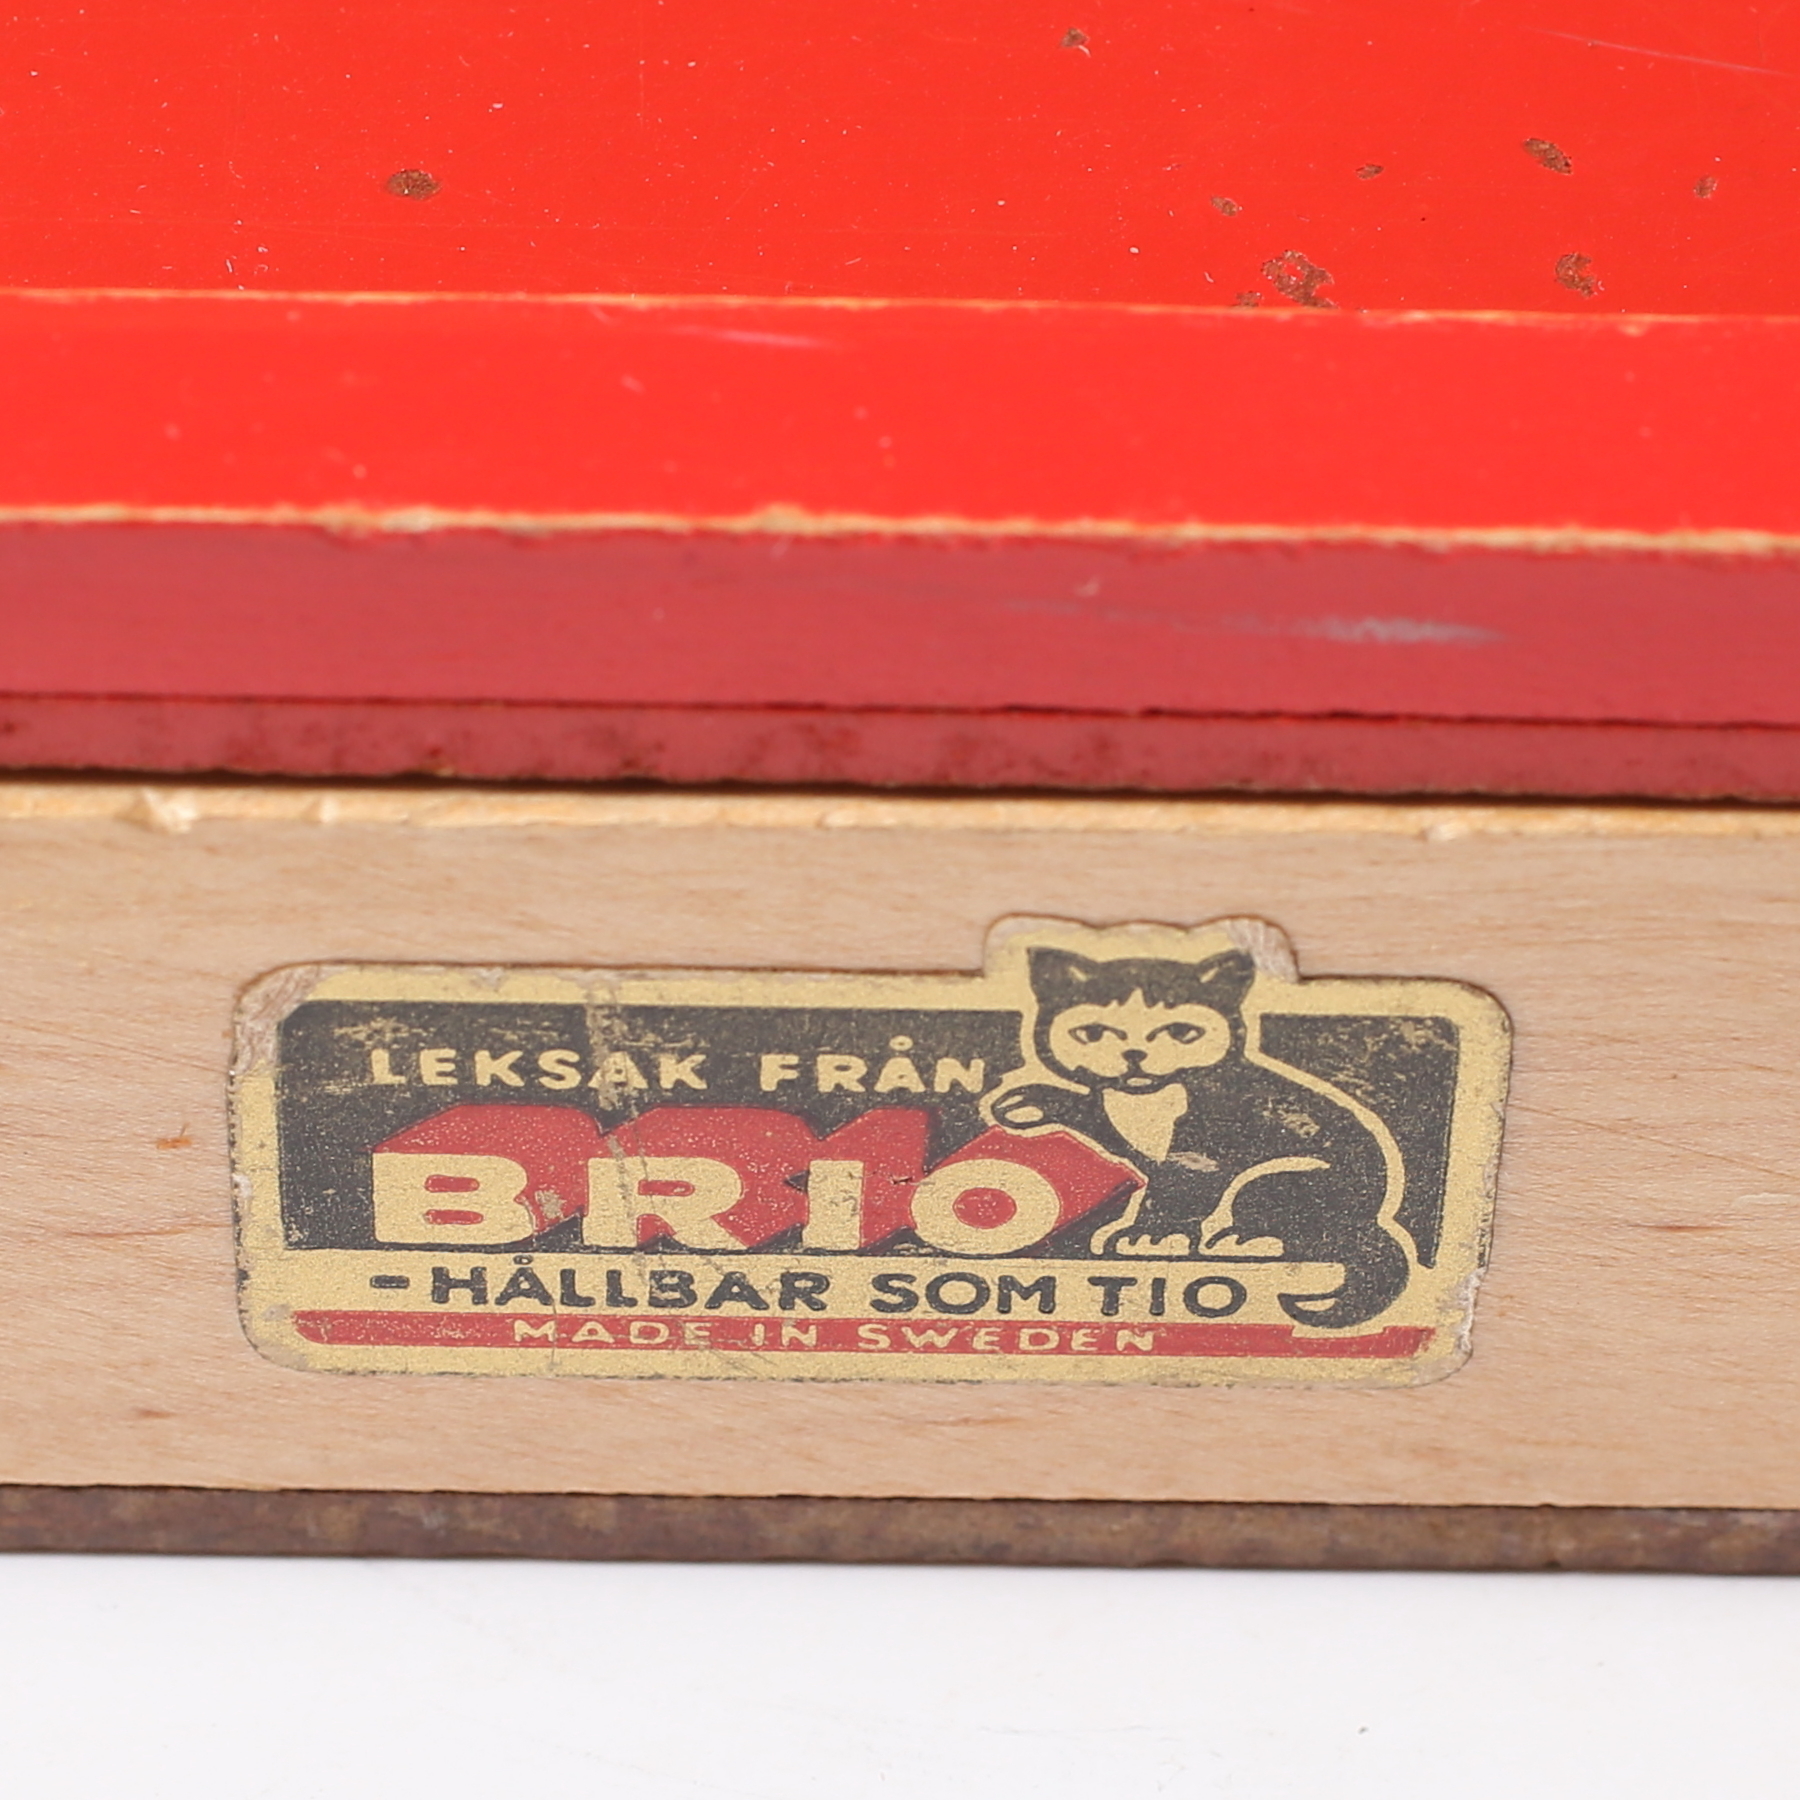 LEKSAK FRÅN
BRIO
-HÅLLBAR SOM TIO
MADE IN SWEDEN